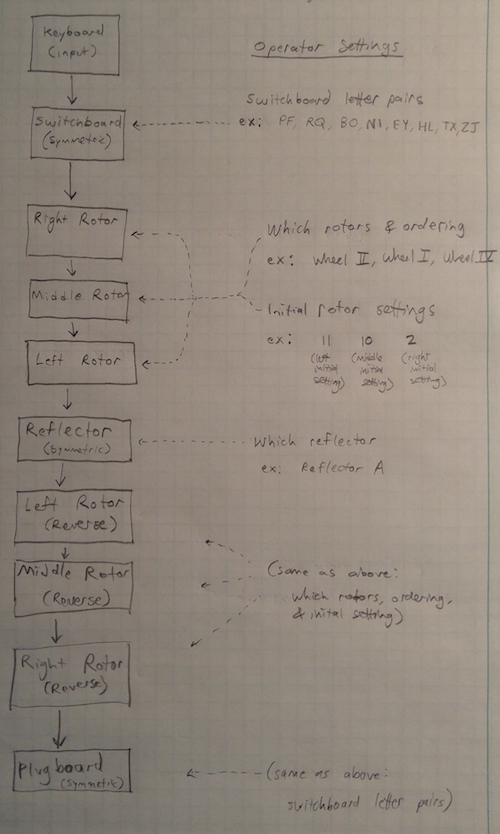 Keyboard
(input)
Operator Settings
Switchboard letter pairs
ex: PF, RQ, BO, NI, EY, HL, TX, ZJ
Switchboard
(Symmetric)
Right Rotor
Which rotors & ordering
ex: Wheel II, Wheel I, Wheel IV
Middle Rotor
Initial rotor settings
ex: 11 10 2
(left initial setting) (middle initial setting) (right initial setting)
Left Rotor
Reflector
(Symmetric)
Which reflector
ex: Reflector A
Left Rotor
(Reverse)
Middle Rotor
(Reverse)
(same as above:
which rotors, ordering,
& inital setting)
Right Rotor
(Reverse)
Plugboard
(Symmetric)
(same as above:
switchboard letter pairs)